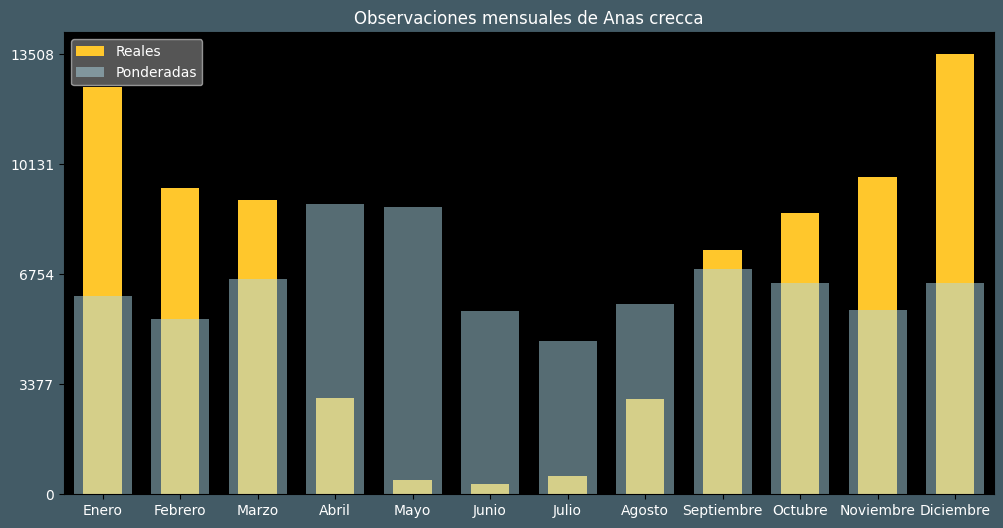 Observaciones mensuales de Anas crecca
Reales
Ponderadas
13508
10131
6754
3377
0
Enero Febrero Marzo Abril Mayo Junio Julio Agosto Septiembre Octubre Noviembre Diciembre